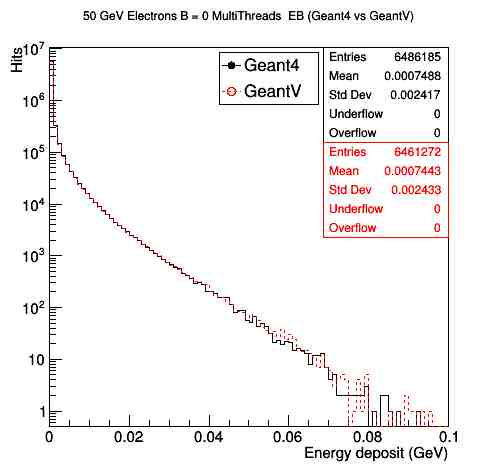 50 GeV Electrons B = 0 MultiThreads  EB (Geant4 vs GeantV)
Hits
Geant4
GeantV
Entries 6486185
Mean 0.0007488
Std Dev 0.002417
Underflow 0
Overflow 0
Entries 6461272
Mean 0.0007443
Std Dev 0.002433
Underflow 0
Overflow 0
10^7
10^6
10^5
10^4
10^3
10^2
10
1
0 0.02 0.04 0.06 0.08 0.1
Energy deposit (GeV)